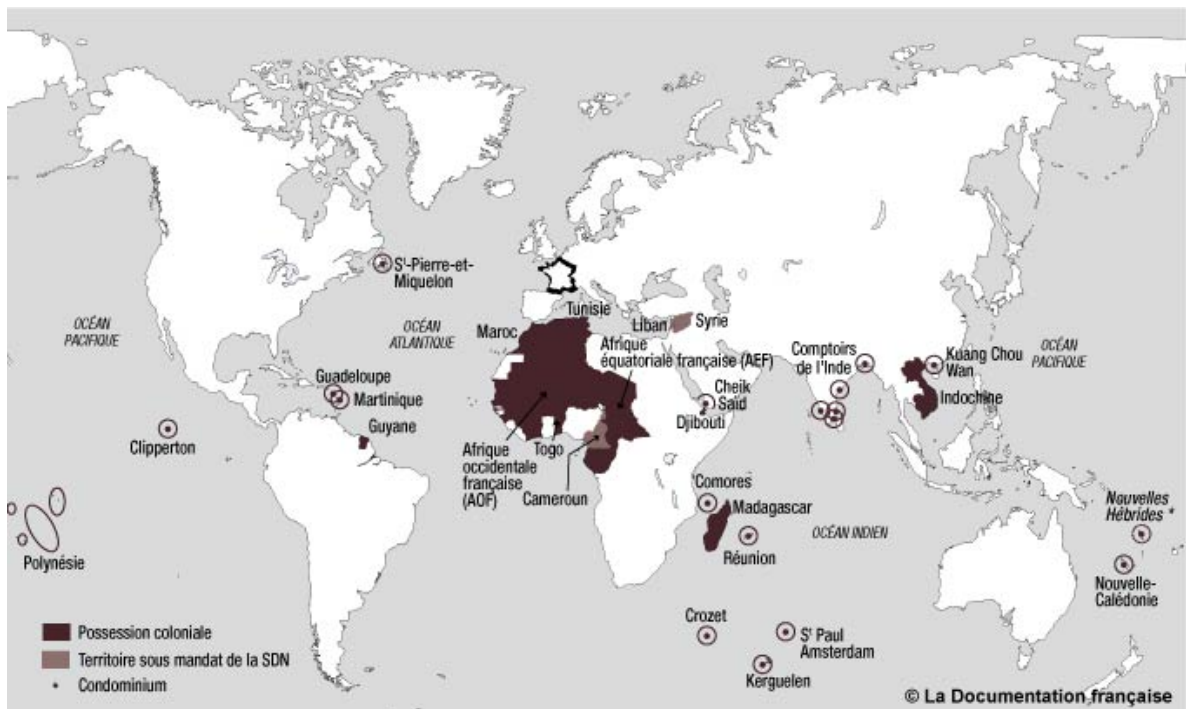 St-Pierre-et-
Miquelon
OCÉAN
PACIFIQUE
OCÉAN
ATLANTIQUE
Tunisie
Maroc
Liban
Syrie
Afrique
équatoriale française (AEF)
Comptoirs
de l'Inde
Kuang Chou
Wan
OCÉAN
PACIFIQUE
Guadeloupe
Martinique
Cheik
Saïd
Djibouti
Indochine
Clipperton
Guyane
Afrique
occidentale
française
(AOF)
Togo
Cameroun
Comores
Madagascar
OCÉAN INDIEN
Réunion
Nouvelles
Hébrides *
Polynésie
Nouvelle-
Calédonie
Crozet
St Paul
Amsterdam
Kerguelen
Possession coloniale
Territoire sous mandat de la SDN
Condominium
© La Documentation française